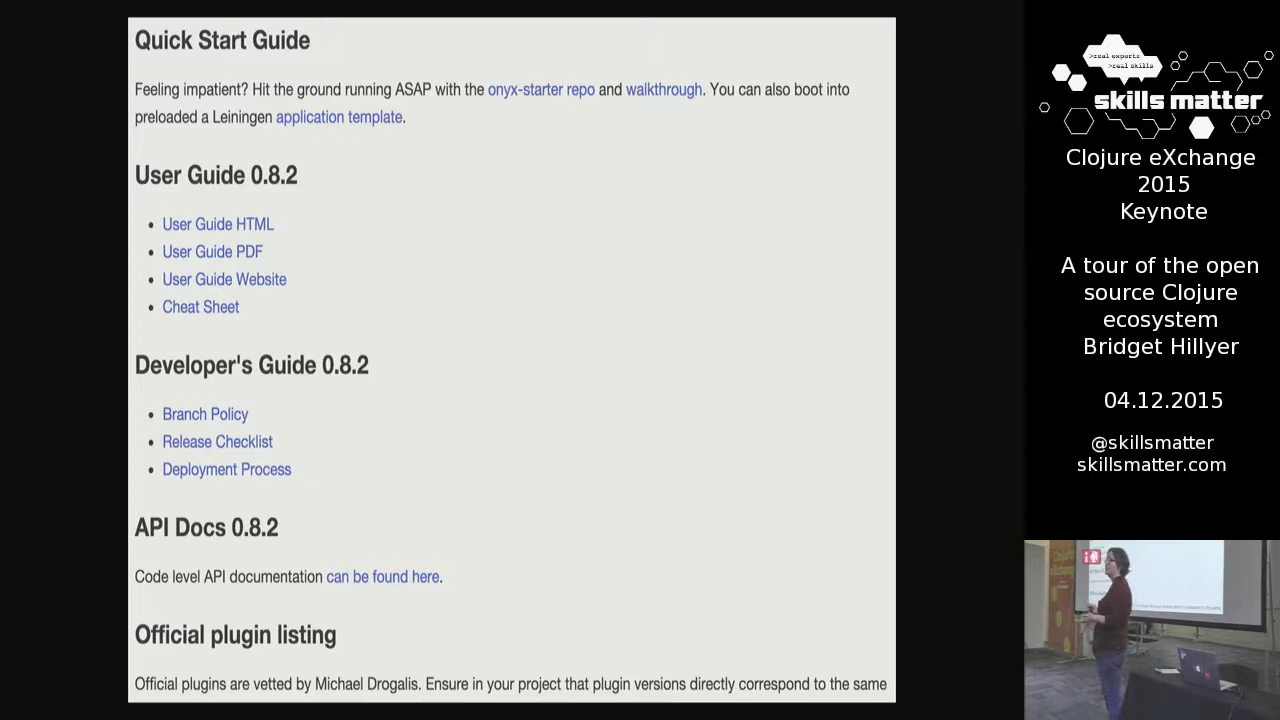 Quick Start Guide
Feeling impatient? Hit the ground running ASAP with the onyx-starter repo and walkthrough. You can also boot into
preloaded a Leiningen application template.
User Guide 0.8.2
• User Guide HTML
• User Guide PDF
• User Guide Website
• Cheat Sheet
Developer's Guide 0.8.2
• Branch Policy
• Release Checklist
• Deployment Process
API Docs 0.8.2
Code level API documentation can be found here.
Official plugin listing
Official plugins are vetted by Michael Drogalis. Ensure in your project that plugin versions directly correspond to the same
>real experts
>real skills
skills matter
Clojure eXchange
2015
Keynote
A tour of the open
source Clojure
ecosystem
Bridget Hillyer
04.12.2015
@skillsmatter
skillsmatter.com